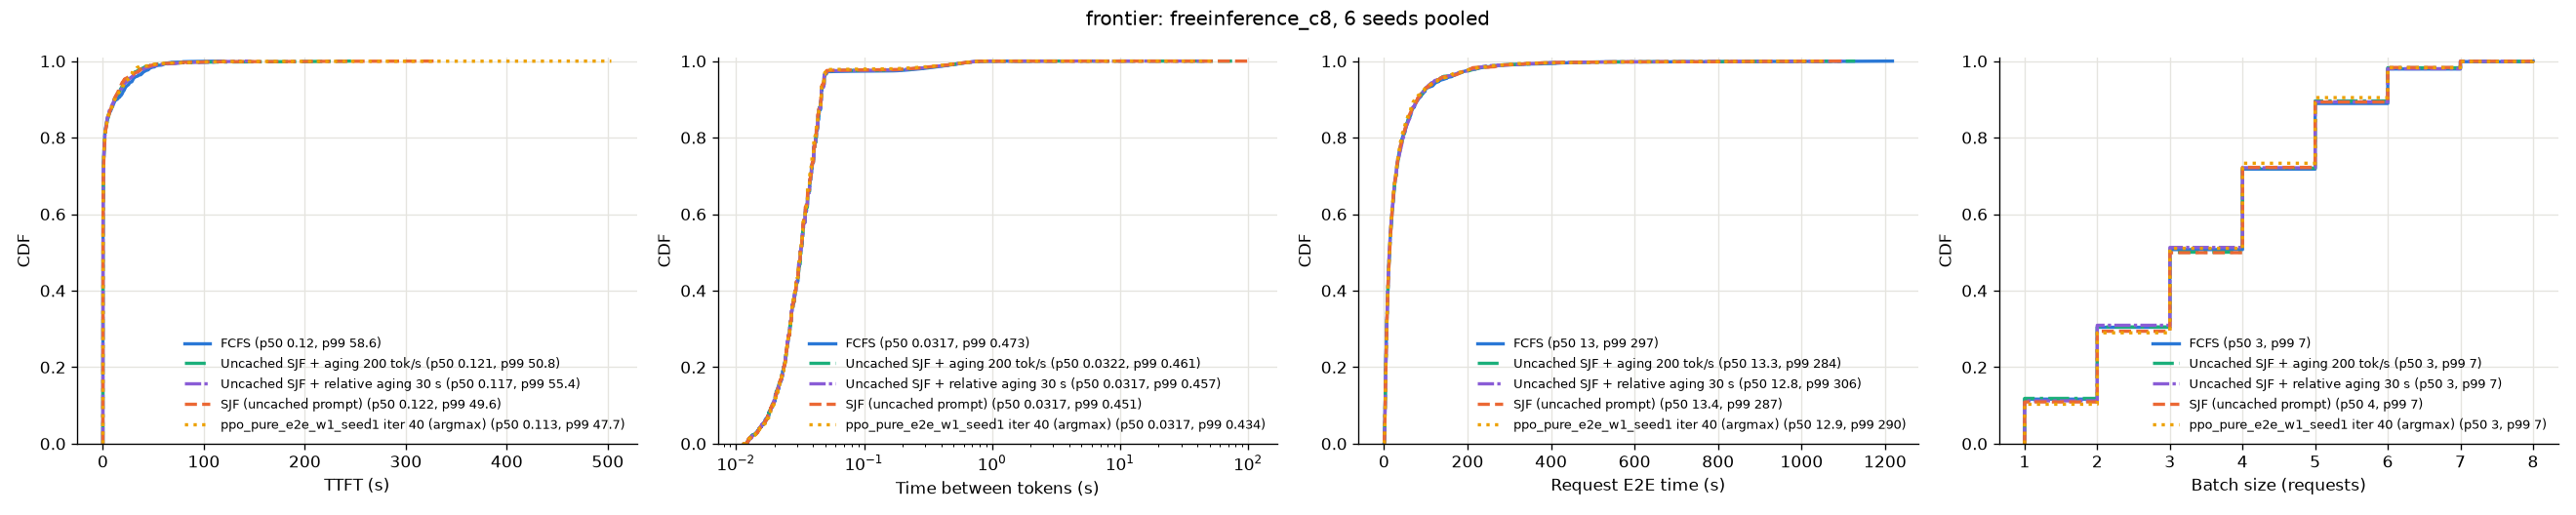 frontier: freeinference_c8, 6 seeds pooled
CDF
1.0
0.8
0.6
0.4
0.2
0.0
FCFS (p50 0.12, p99 58.6)
Uncached SJF + aging 200 tok/s (p50 0.121, p99 50.8)
Uncached SJF + relative aging 30 s (p50 0.117, p99 55.4)
SJF (uncached prompt) (p50 0.122, p99 49.6)
ppo_pure_e2e_w1_seed1 iter 40 (argmax) (p50 0.113, p99 47.7)
0 100 200 300 400 500
TTFT (s)
CDF
1.0
0.8
0.6
0.4
0.2
0.0
FCFS (p50 0.0317, p99 0.473)
Uncached SJF + aging 200 tok/s (p50 0.0322, p99 0.461)
Uncached SJF + relative aging 30 s (p50 0.0317, p99 0.457)
SJF (uncached prompt) (p50 0.0317, p99 0.451)
ppo_pure_e2e_w1_seed1 iter 40 (argmax) (p50 0.0317, p99 0.434)
10⁻² 10⁻¹ 10⁰ 10¹ 10²
Time between tokens (s)
CDF
1.0
0.8
0.6
0.4
0.2
0.0
FCFS (p50 13, p99 297)
Uncached SJF + aging 200 tok/s (p50 13.3, p99 284)
Uncached SJF + relative aging 30 s (p50 12.8, p99 306)
SJF (uncached prompt) (p50 13.4, p99 287)
ppo_pure_e2e_w1_seed1 iter 40 (argmax) (p50 12.9, p99 290)
0 200 400 600 800 1000 1200
Request E2E time (s)
CDF
1.0
0.8
0.6
0.4
0.2
0.0
FCFS (p50 3, p99 7)
Uncached SJF + aging 200 tok/s (p50 3, p99 7)
Uncached SJF + relative aging 30 s (p50 3, p99 7)
SJF (uncached prompt) (p50 4, p99 7)
ppo_pure_e2e_w1_seed1 iter 40 (argmax) (p50 3, p99 7)
1 2 3 4 5 6 7 8
Batch size (requests)